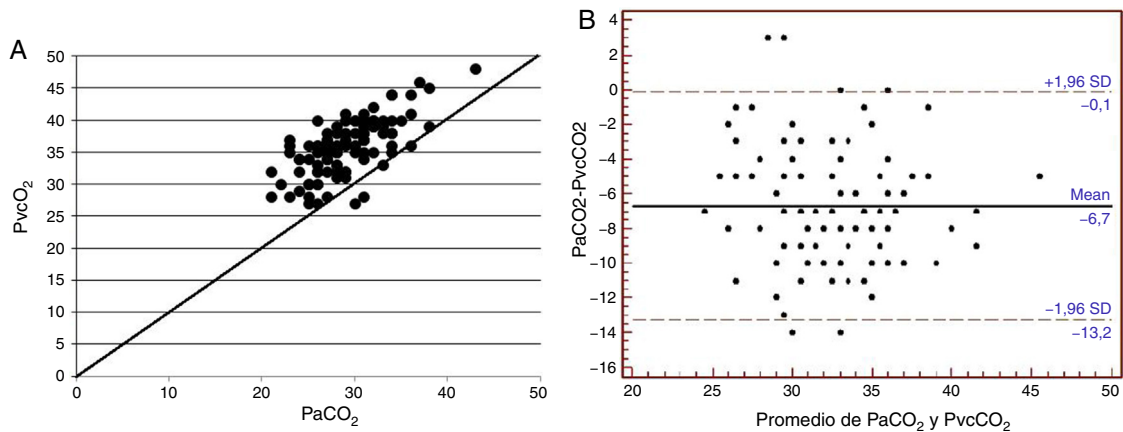 A
50
45
40
35
30
25
20
15
10
5
0
PvcO₂
0 10 20 30 40 50
PaCO₂
B
4
2
0
−2
−4
−6
−8
−10
−12
−14
−16
PaCO2-PvcCO2
+1,96 SD
−0,1
Mean
−6,7
−1,96 SD
−13,2
20 25 30 35 40 45 50
Promedio de PaCO₂ y PvcCO₂